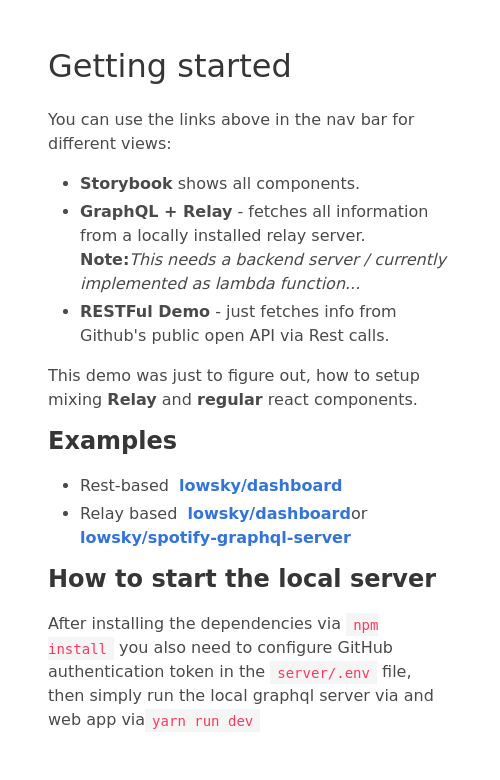 Getting started
You can use the links above in the nav bar for
different views:
• Storybook shows all components.
• GraphQL + Relay - fetches all information
from a locally installed relay server.
Note:This needs a backend server / currently
implemented as lambda function...
• RESTFul Demo - just fetches info from
Github's public open API via Rest calls.
This demo was just to figure out, how to setup
mixing Relay and regular react components.
Examples
• Rest-based lowsky/dashboard
• Relay based lowsky/dashboardor
lowsky/spotify-graphql-server
How to start the local server
After installing the dependencies via npm
install you also need to configure GitHub
authentication token in the server/.env file,
then simply run the local graphql server via and
web app via yarn run dev